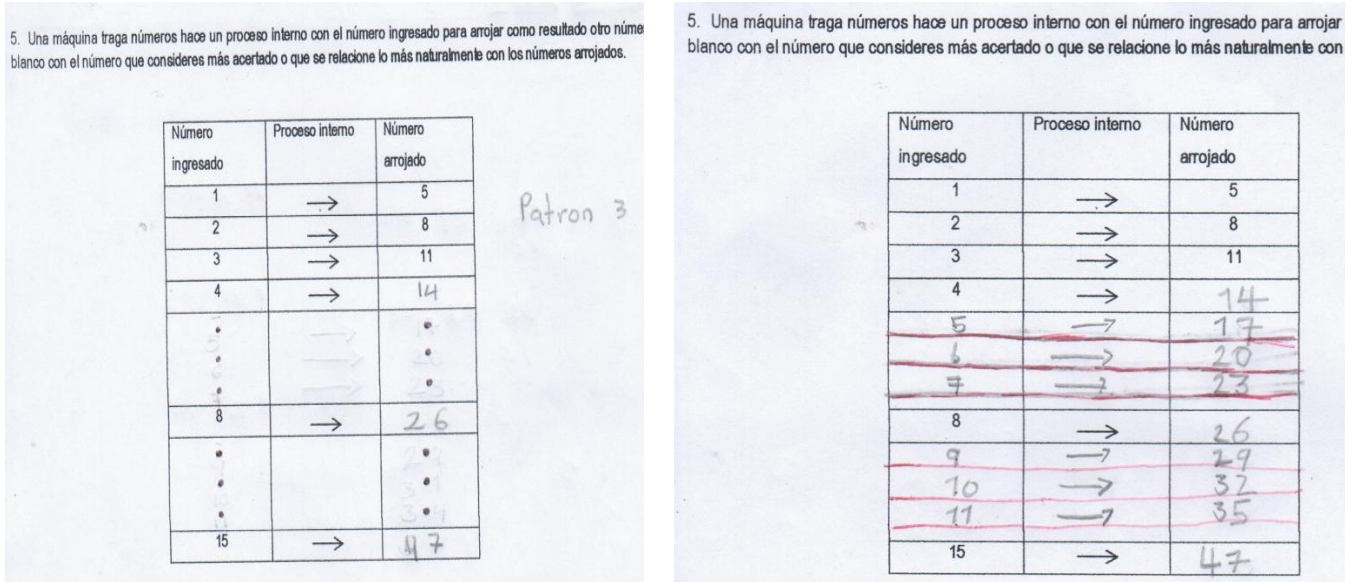 5. Una máquina traga números hace un proceso interno con el número ingresado para arrojar como resultado otro núme
blanco con el número que consideres más acertado o que se relacione lo más naturalmente con los números arrojados.
Número ingresado Proceso interno Número arrojado
1 → 5
2 → 8
3 → 11
4 → 14
8 → 26
15 → 47
Patron 3
5. Una máquina traga números hace un proceso interno con el número ingresado para arrojar
blanco con el número que consideres más acertado o que se relacione lo más naturalmente con
Número ingresado Proceso interno Número arrojado
1 → 5
2 → 8
3 → 11
4 → 14
5 → 17
6 → 20
7 → 23
8 → 26
9 → 29
10 → 32
11 → 35
15 → 47